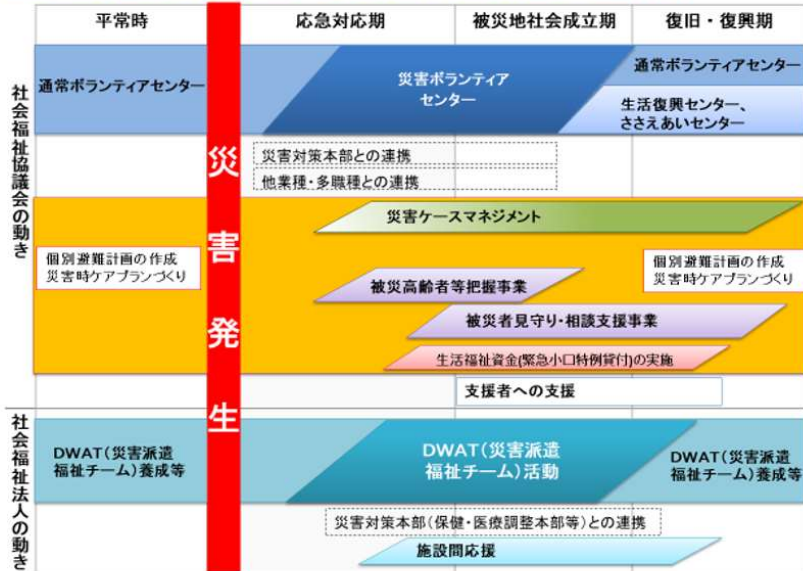 平常時
応急対応期
被災地社会成立期
復旧・復興期
社会福祉協議会の動き
通常ボランティアセンター
災害ボランティア
センター
通常ボランティアセンター
生活復興センター、
ささえあいセンター
災害発生
災害対策本部との連携
他業種・多職種との連携
災害ケースマネジメント
個別避難計画の作成
災害時ケアプランづくり
個別避難計画の作成
災害時ケアプランづくり
被災高齢者等把握事業
被災者見守り・相談支援事業
生活福祉資金(緊急小口特例貸付)の実施
支援者への支援
社会福祉法人の動き
DWAT(災害派遣
福祉チーム)養成等
DWAT(災害派遣
福祉チーム)活動
DWAT(災害派遣
福祉チーム)養成等
災害対策本部(保健・医療調整本部等)との連携
施設間応援